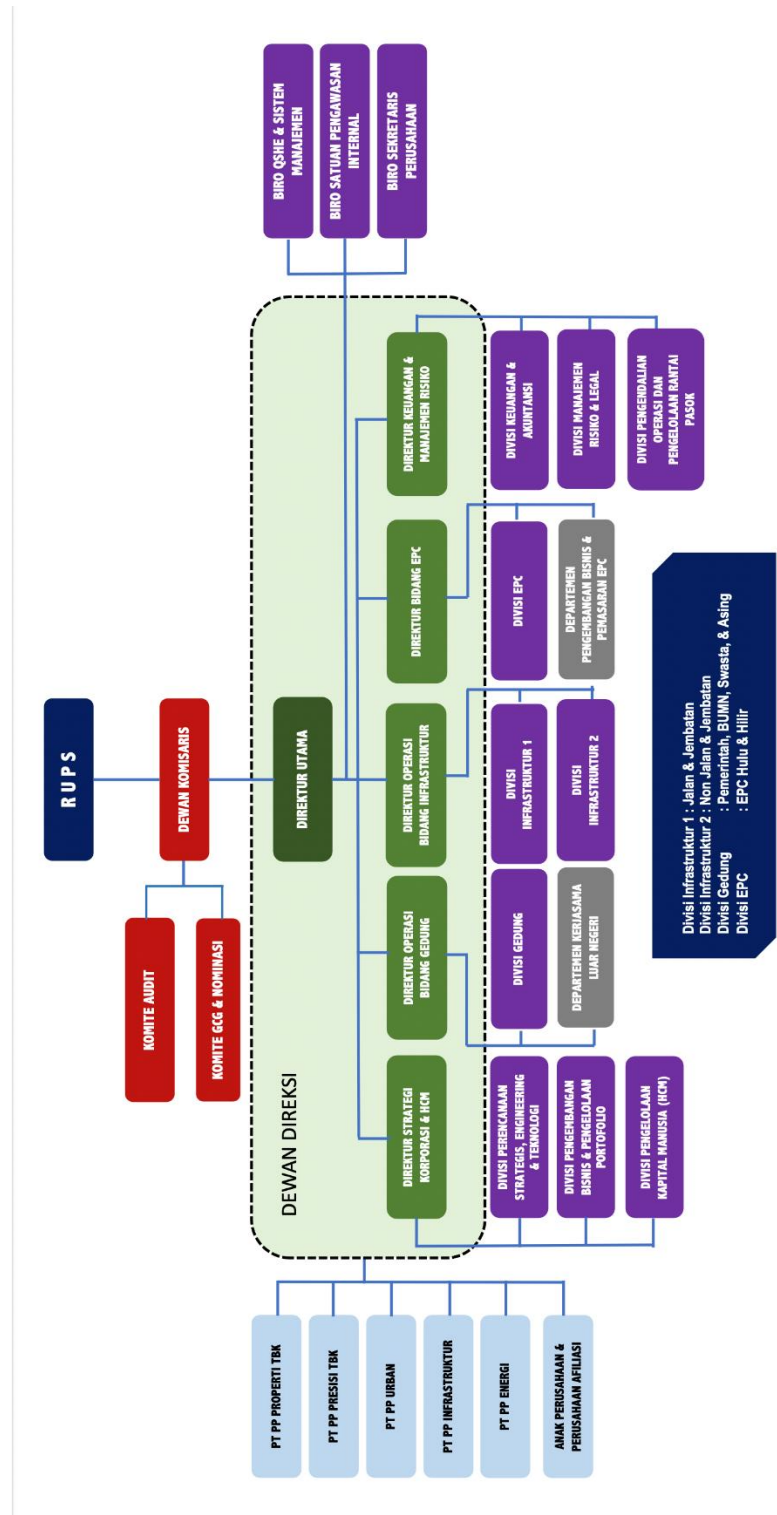 RUPS
DEWAN KOMISARIS
KOMITE AUDIT
KOMITE GCG & NOMINASI
DEWAN DIREKSI
DIREKTUR UTAMA
BIRO QSHE & SISTEM
MANAJEMEN
BIRO SATUAN PENGAWASAN
INTERNAL
BIRO SEKRETARIS
PERUSAHAAN
PT PP PROPERTI TBK
PT PP PRESISI TBK
PT PP URBAN
PT PP INFRASTRUKTUR
PT PP ENERGI
ANAK PERUSAHAAN &
PERUSAHAAN AFILIASI
DIREKTUR STRATEGI
KORPORASI & HCM
DIREKTUR OPERASI
BIDANG GEDUNG
DIREKTUR OPERASI
BIDANG INFRASTRUKTUR
DIREKTUR BIDANG EPC
DIREKTUR KEUANGAN &
MANAJEMEN RISIKO
DIVISI PERENCANAAN
STRATEGIS, ENGINEERING
& TEKNOLOGI
DIVISI PENGEMBANGAN
BISNIS & PENGELOLAAN
PORTOFOLIO
DIVISI PENGELOLAAN
KAPITAL MANUSIA (HCM)
DIVISI GEDUNG
DEPARTEMEN KERJASAMA
LUAR NEGERI
DIVISI
INFRASTRUKTUR 1
DIVISI
INFRASTRUKTUR 2
DIVISI EPC
DEPARTEMEN
PENGEMBANGAN BISNIS &
PEMASARAN EPC
DIVISI KEUANGAN &
AKUNTANSI
DIVISI MANAJEMEN
RISIKO & LEGAL
DIVISI PENGENDALIAN
OPERASI DAN
PENGELOLAAN RANTAI
PASOK
Divisi Infrastruktur 1 : Jalan & Jembatan
Divisi Infrastruktur 2 : Non Jalan & Jembatan
Divisi Gedung : Pemerintah, BUMN, Swasta, & Asing
Divisi EPC : EPC Hulu & Hilir